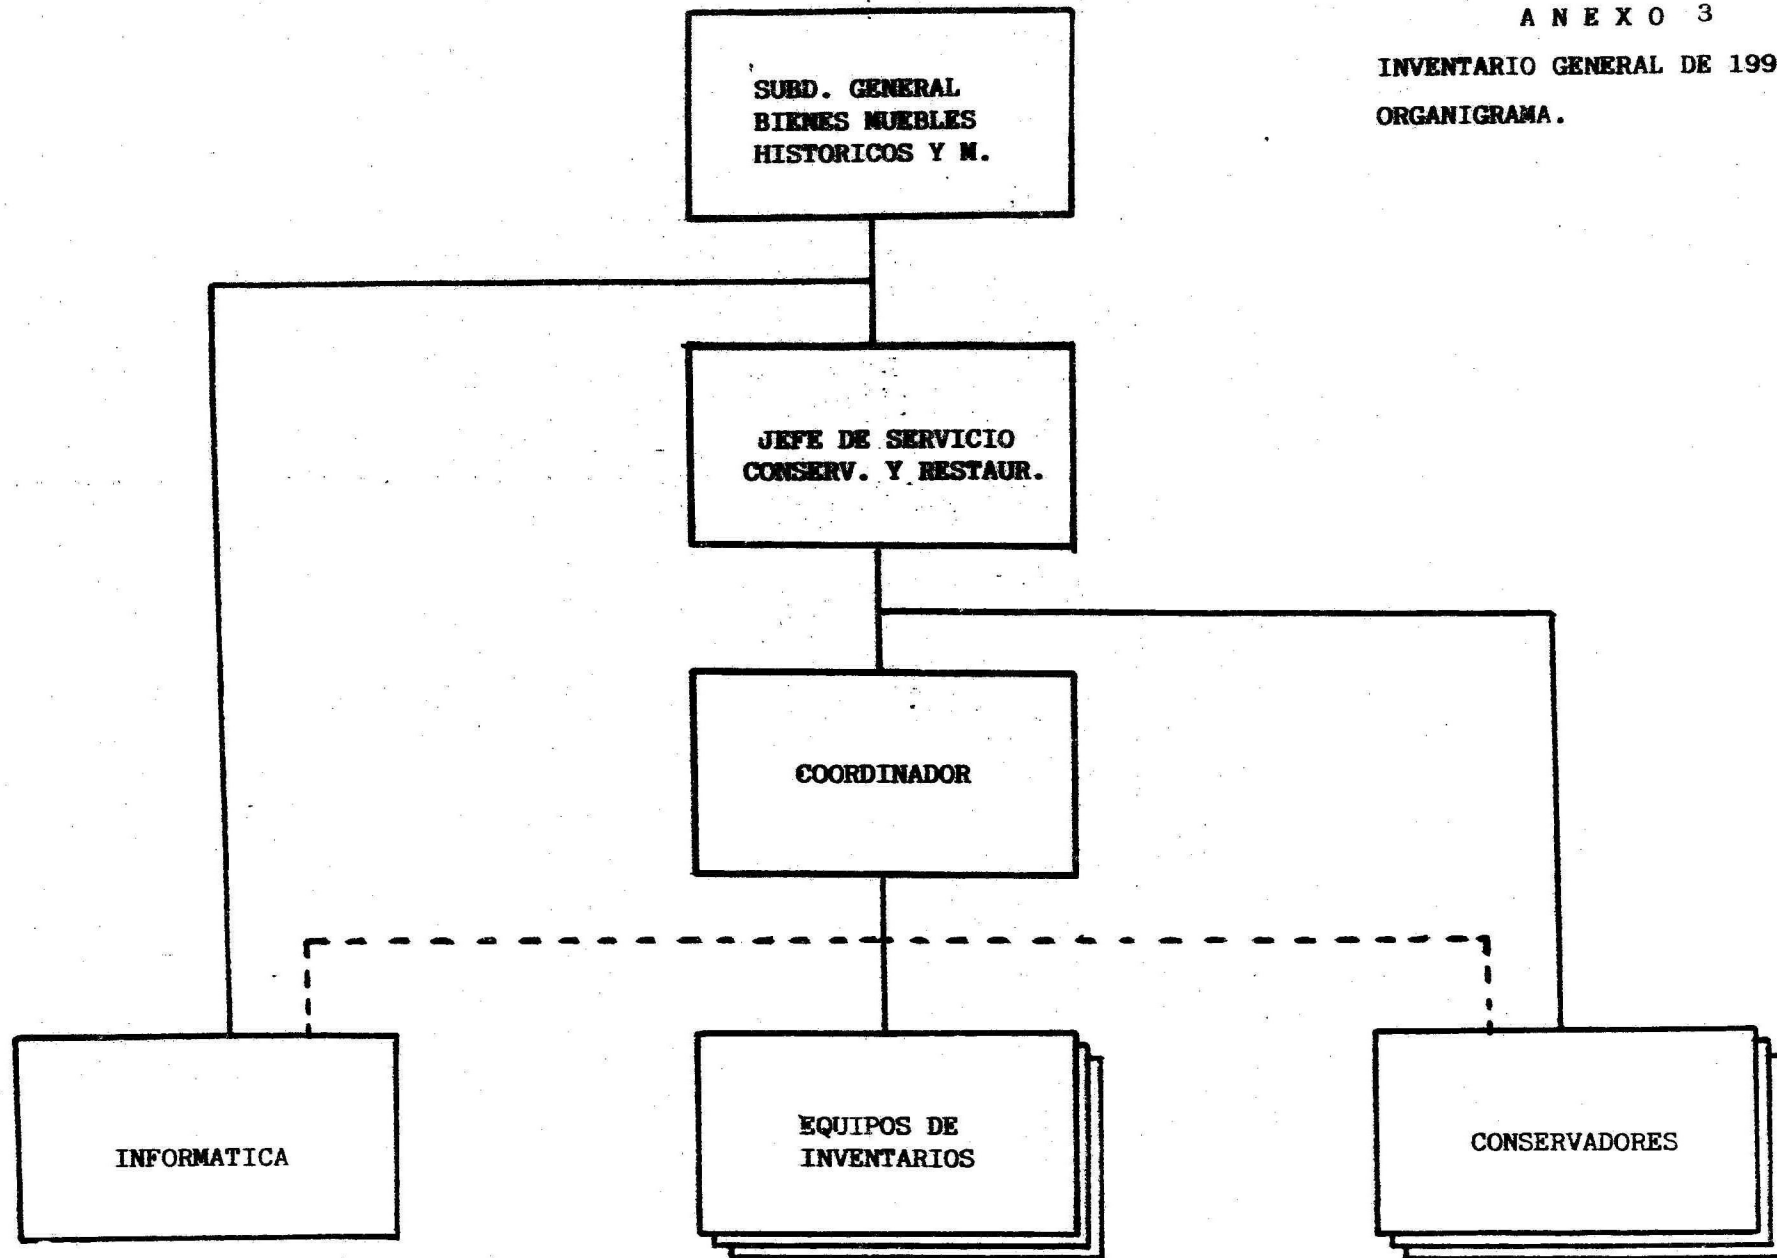 A N E X O 3
INVENTARIO GENERAL DE 199
ORGANIGRAMA.
SUBD. GENERAL
BIENES MUEBLES
HISTORICOS Y M.
JEFE DE SERVICIO
CONSERV. Y RESTAUR.
COORDINADOR
INFORMATICA
EQUIPOS DE
INVENTARIOS
CONSERVADORES